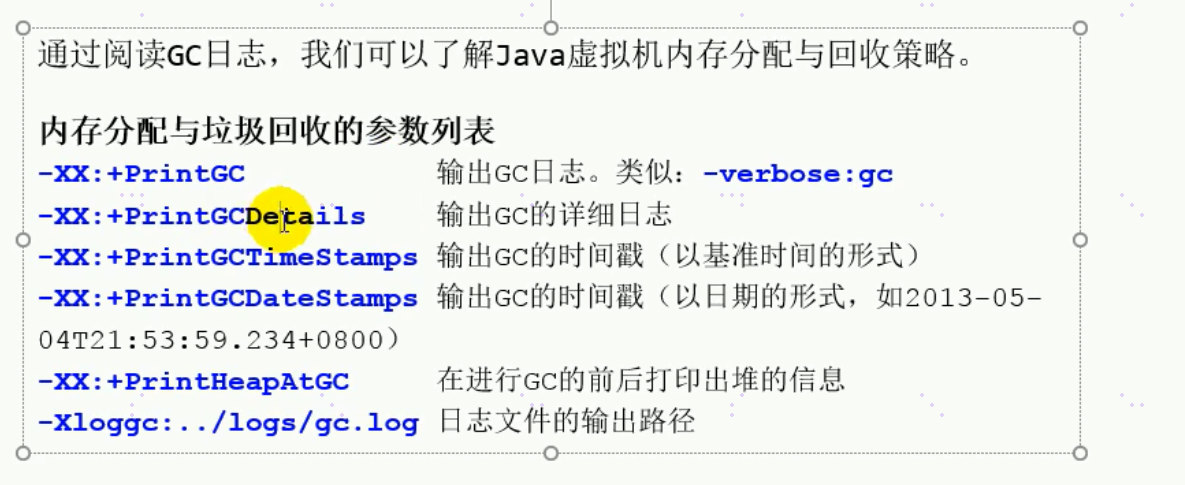 通过阅读GC日志，我们可以了解Java虚拟机内存分配与回收策略。
内存分配与垃圾回收的参数列表
-XX:+PrintGC 输出GC日志。类似：-verbose:gc
-XX:+PrintGCDetails 输出GC的详细日志
-XX:+PrintGCTimeStamps 输出GC的时间戳（以基准时间的形式）
-XX:+PrintGCDateStamps 输出GC的时间戳（以日期的形式，如2013-05-
04T21:53:59.234+0800）
-XX:+PrintHeapAtGC 在进行GC的前后打印出堆的信息
-Xloggc:../logs/gc.log 日志文件的输出路径